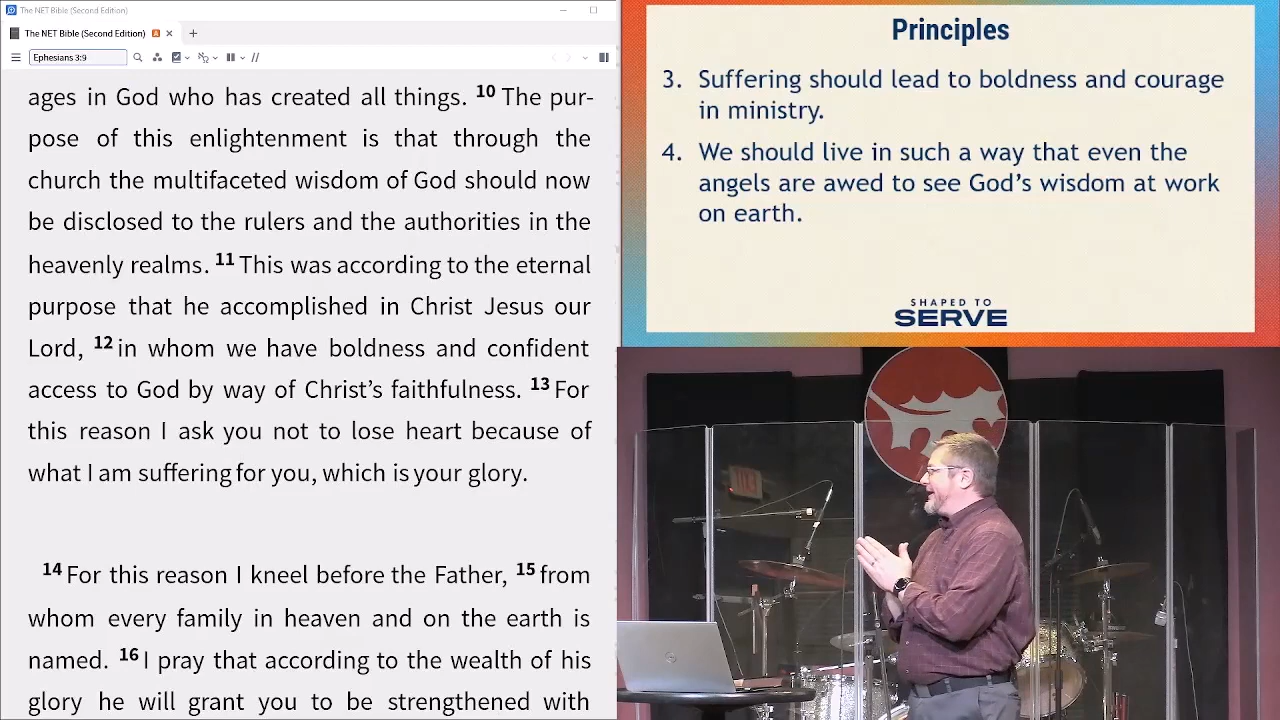 The NET Bible (Second Edition)
The NET Bible (Second Edition) A
Ephesians 3:9
ages in God who has created all things. 10 The pur-
pose of this enlightenment is that through the
church the multifaceted wisdom of God should now
be disclosed to the rulers and the authorities in the
heavenly realms. 11 This was according to the eternal
purpose that he accomplished in Christ Jesus our
Lord, 12 in whom we have boldness and confident
access to God by way of Christ’s faithfulness. 13 For
this reason I ask you not to lose heart because of
what I am suffering for you, which is your glory.
14 For this reason I kneel before the Father, 15 from
whom every family in heaven and on the earth is
named. 16 I pray that according to the wealth of his
glory he will grant you to be strengthened with
Principles
3. Suffering should lead to boldness and courage
in ministry.
4. We should live in such a way that even the
angels are awed to see God’s wisdom at work
on earth.
SHAPED TO
SERVE